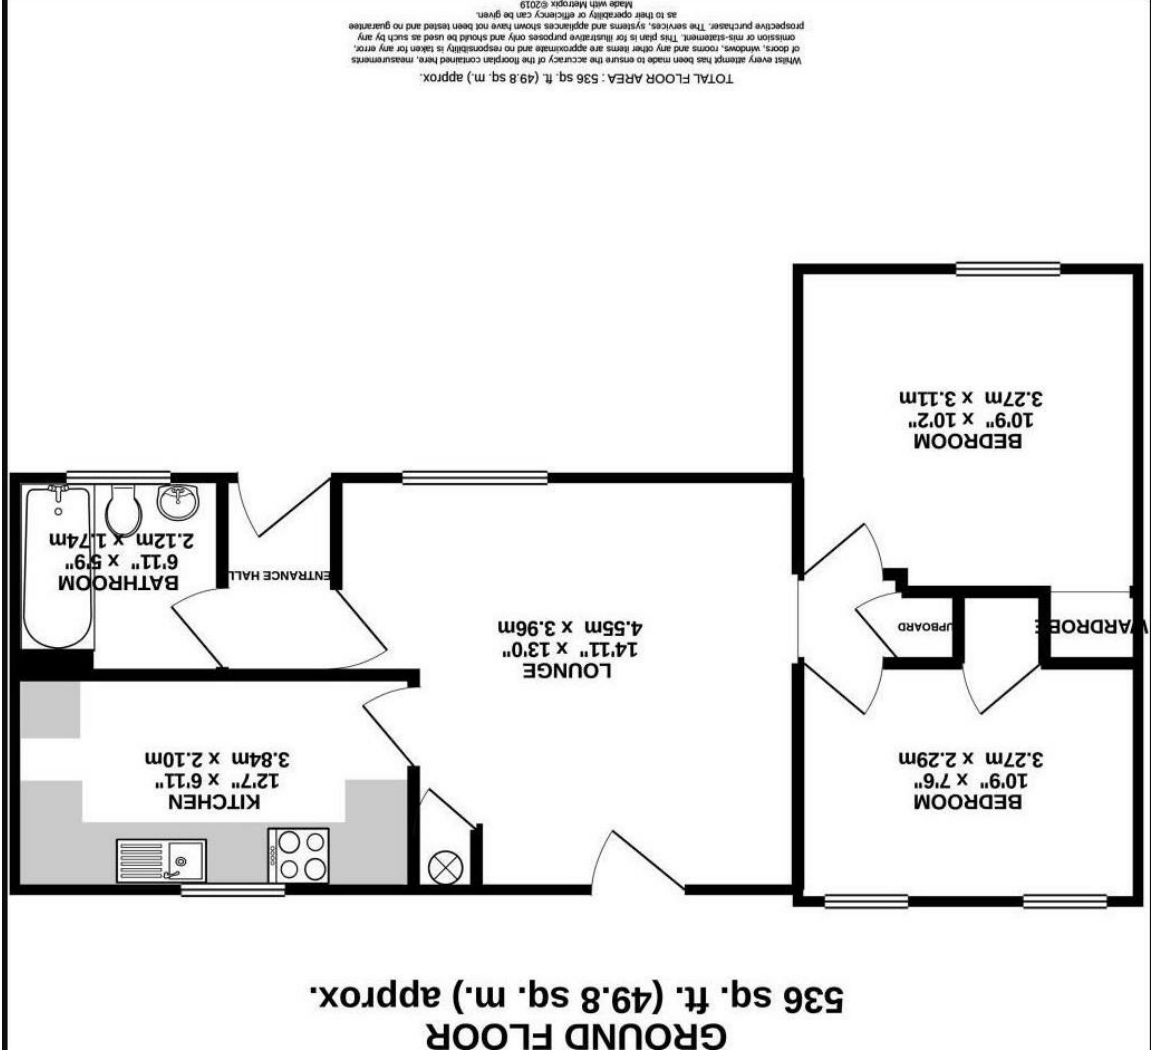 GROUND FLOOR
536 sq. ft. (49.8 sq. m.) approx.
BEDROOM
10'9" x 7'6"
3.27m x 2.29m
KITCHEN
12'7" x 6'11"
3.84m x 2.10m
LOUNGE
14'11" x 13'0"
4.55m x 3.96m
WARDROBE
UPBOARD
BATHROOM
6'11" x 5'9"
2.12m x 1.74m
ENTRANCE HALL
BEDROOM
10'9" x 10'2"
3.27m x 3.11m
TOTAL FLOOR AREA : 536 sq. ft. (49.8 sq. m.) approx.
Whilst every attempt has been made to ensure the accuracy of the floorplan contained here, measurements
of doors, windows, rooms and any other items are approximate and no responsibility is taken for any error,
omission or mis-statement. This plan is for illustrative purposes only and should be used as such by any
prospective purchaser. The services, systems and appliances shown have not been tested and no guarantee
as to their operability or efficiency can be given.
Made with Metropix ©2019